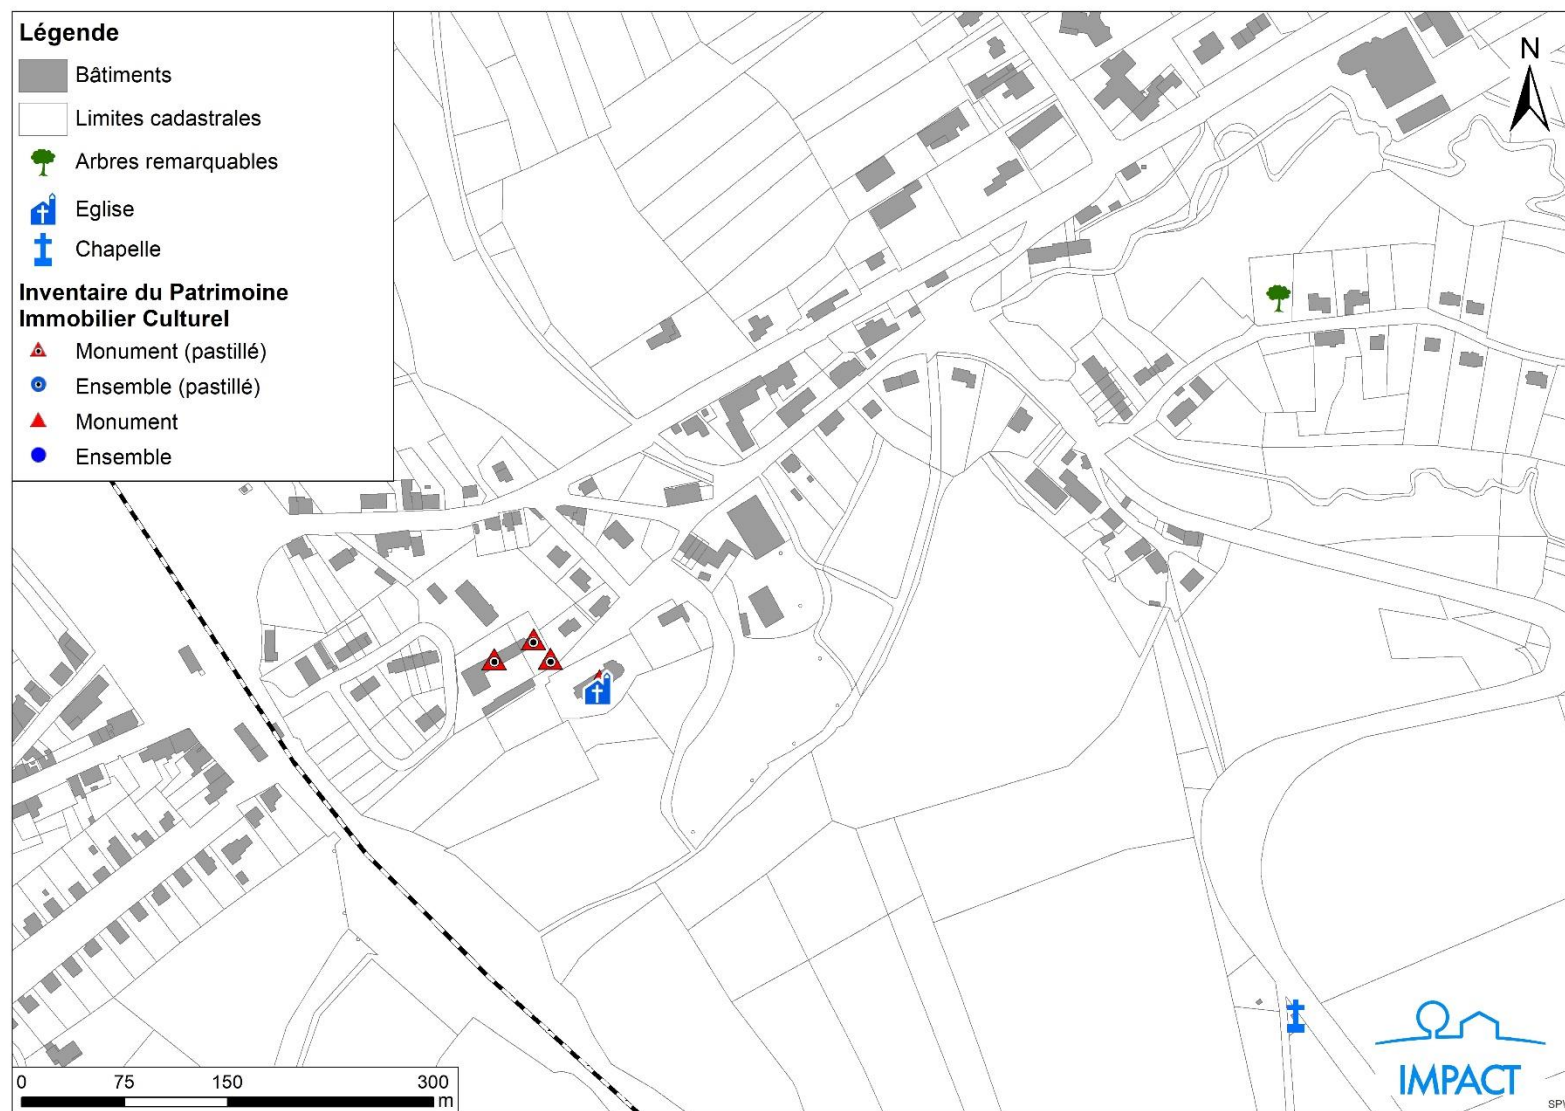 Légende
Bâtiments
Limites cadastrales
Arbres remarquables
Eglise
Chapelle
Inventaire du Patrimoine
Immobilier Culturel
Monument (pastillé)
Ensemble (pastillé)
Monument
Ensemble
N
0 75 150 300
m
IMPACT